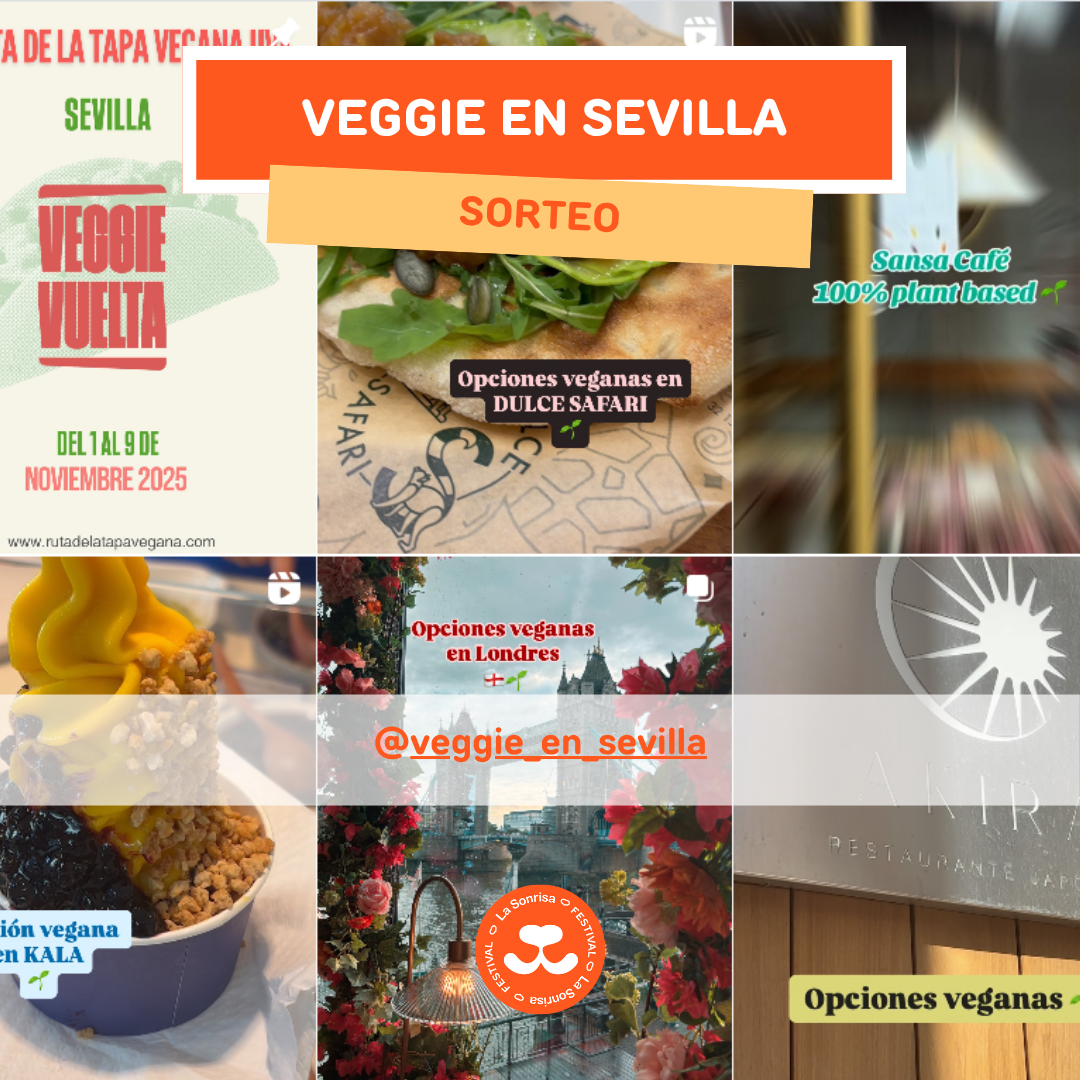 TA DE LA TAPA VEGANA
SEVILLA
VEGGIE
VUELTA
DEL 1 AL 9 DE
NOVIEMBRE 2025
www.rutadelatapavegana.com
VEGGIE EN SEVILLA
SORTEO
Opciones veganas en
DULCE SAFARI
SAFARI
Sansa Café
100% plant based
ión vegana
en KALA
Opciones veganas
en Londres
@veggie_en_sevilla
La Sonrisa FESTIVAL La Sonrisa FESTIVAL
AKIRA
RESTAURANTE JAPO
Opciones veganas